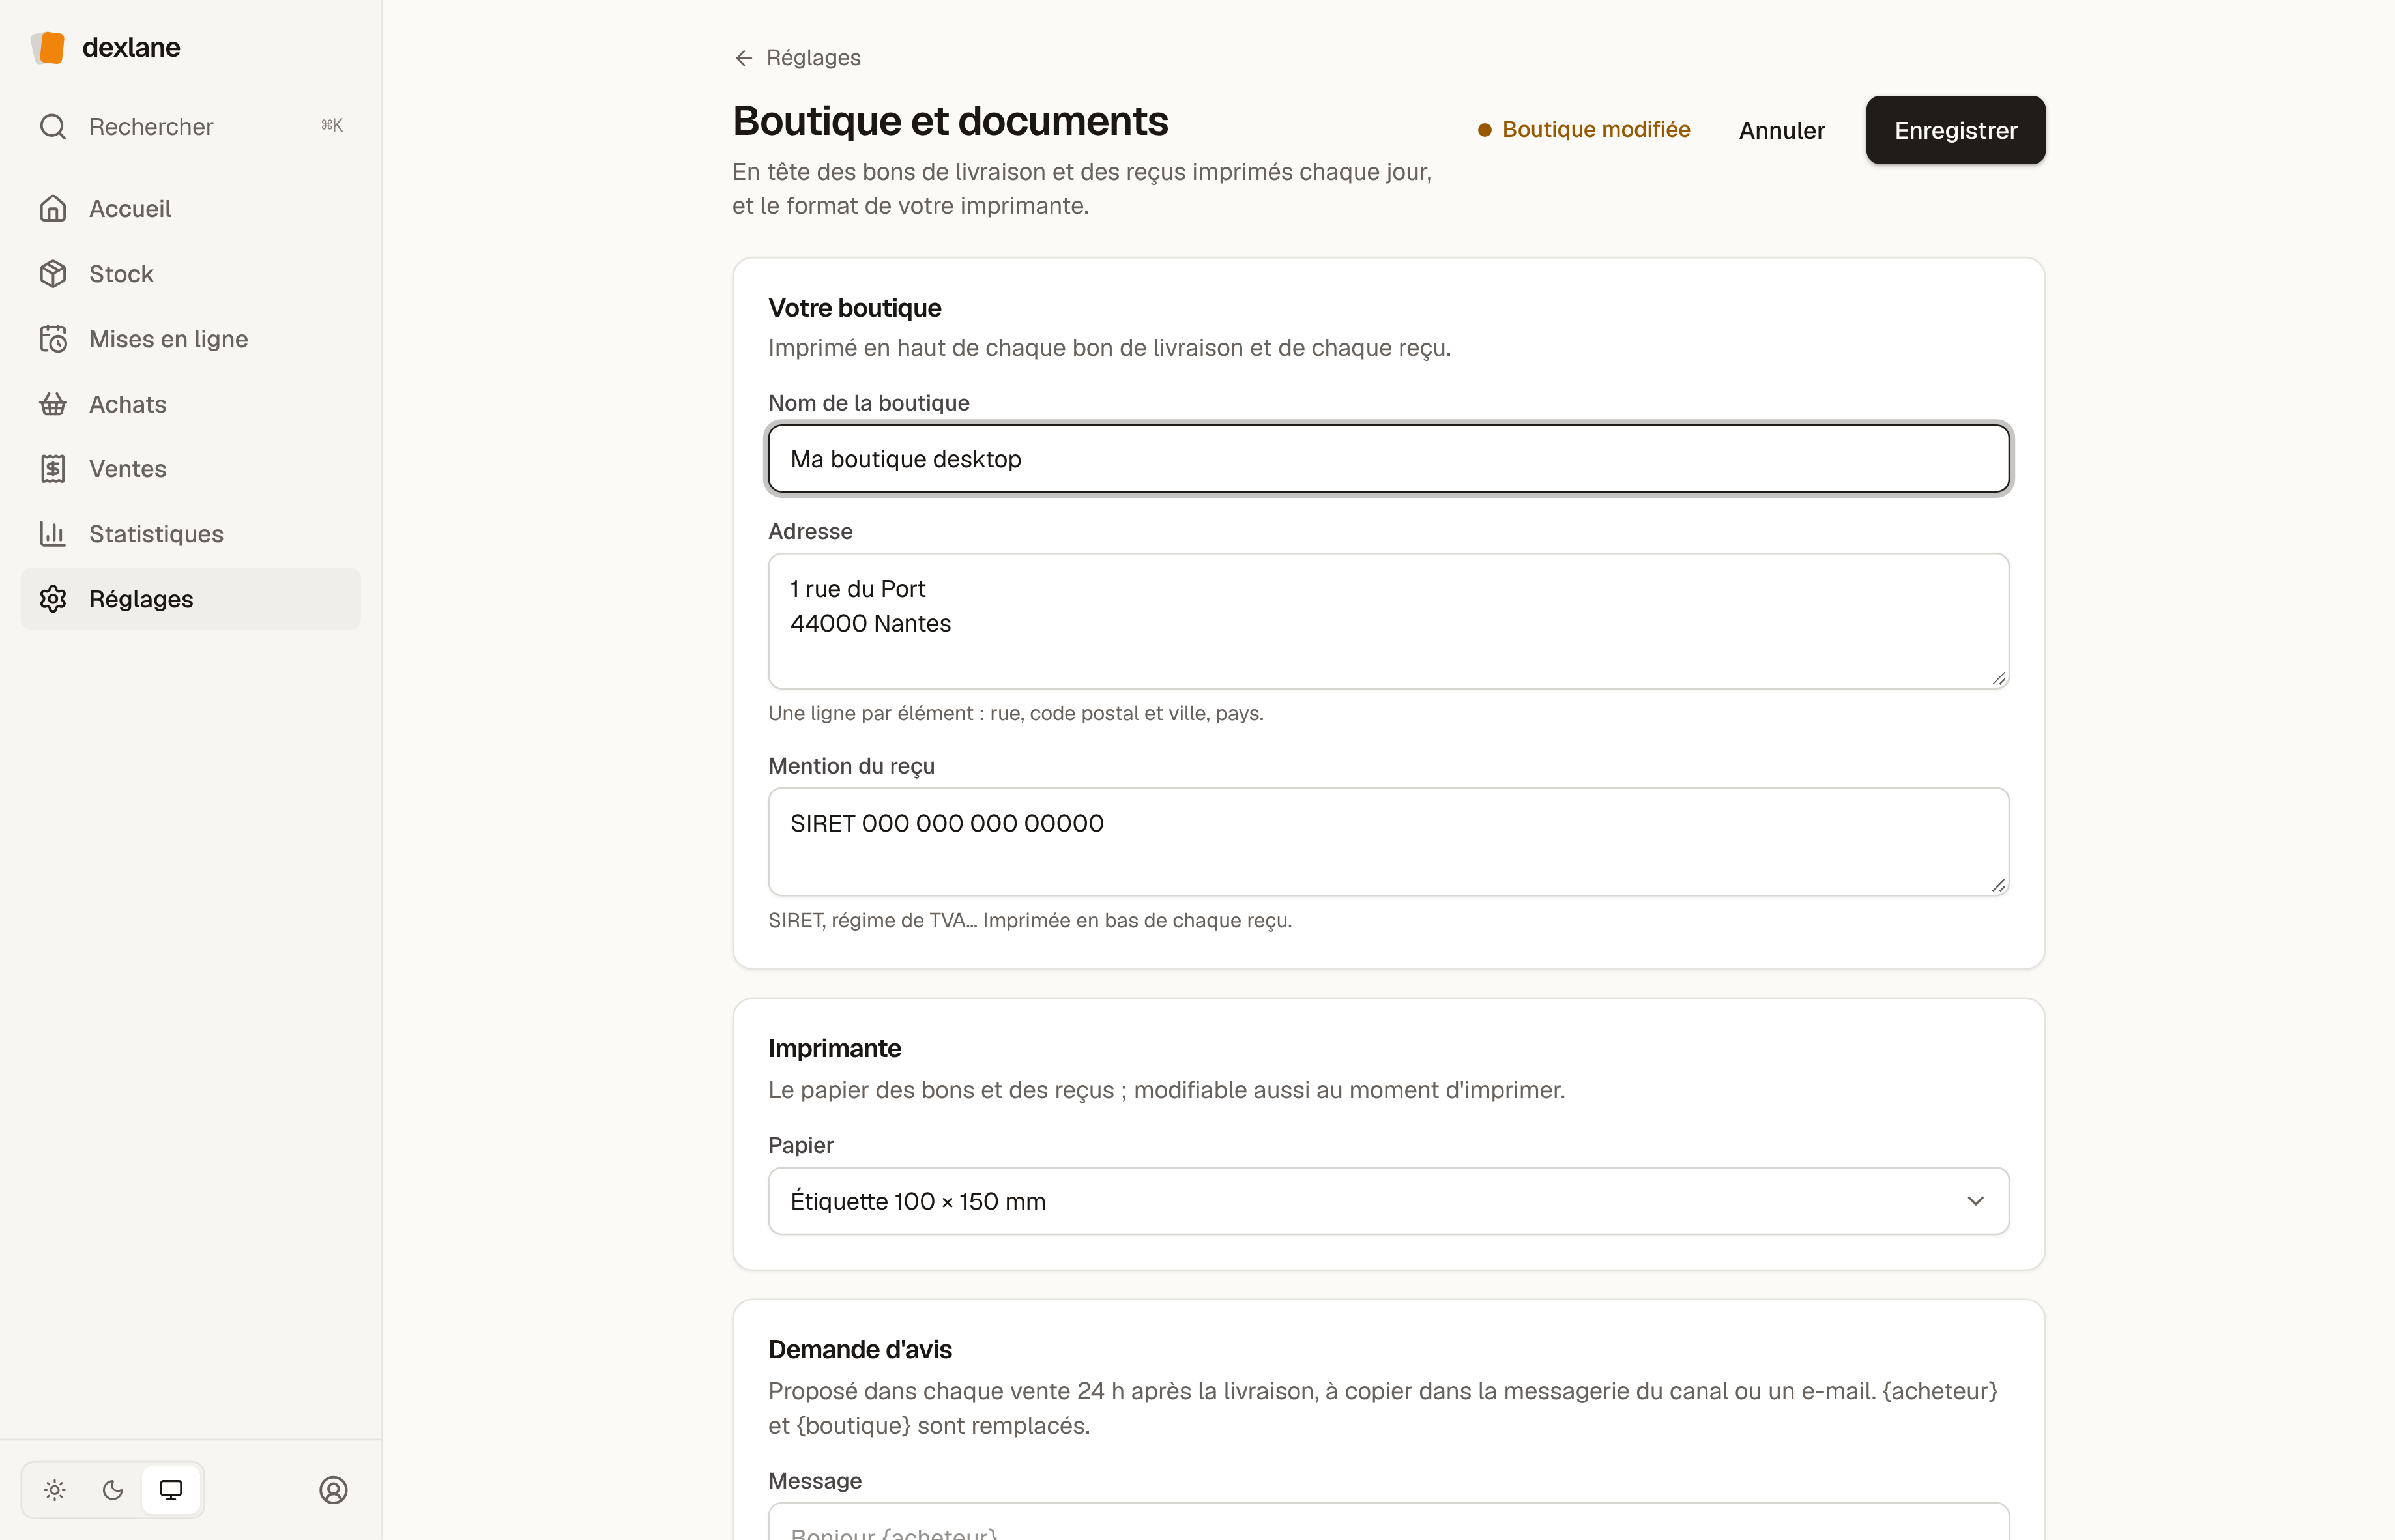 dexlane
Rechercher ⌘K
Accueil
Stock
Mises en ligne
Achats
Ventes
Statistiques
Réglages
Réglages
Boutique et documents
Boutique modifiée
Annuler
Enregistrer
En tête des bons de livraison et des reçus imprimés chaque jour,
et le format de votre imprimante.
Votre boutique
Imprimé en haut de chaque bon de livraison et de chaque reçu.
Nom de la boutique
Ma boutique desktop
Adresse
1 rue du Port
44000 Nantes
Une ligne par élément : rue, code postal et ville, pays.
Mention du reçu
SIRET 000 000 000 00000
SIRET, régime de TVA… Imprimée en bas de chaque reçu.
Imprimante
Le papier des bons et des reçus ; modifiable aussi au moment d'imprimer.
Papier
Étiquette 100 × 150 mm
Demande d'avis
Proposé dans chaque vente 24 h après la livraison, à copier dans la messagerie du canal ou un e-mail. {acheteur}
et {boutique} sont remplacés.
Message
Bonjour {acheteur}